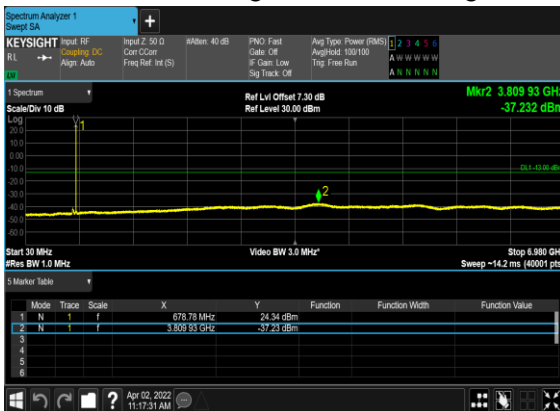 Spectrum Analyzer 1
Swept SA
KEYSIGHT Input: RF Input Z: 50 Ω #Atten: 40 dB PNO: Fast Avg Type: Power (RMS) 1 2 3 4 5 6
RL Coupling: DC Corr CCorr Gate: Off Avg|Hold: 100/100 A W W W W W
Align: Auto Freq Ref: Int (S) IF Gain: Low Trig: Free Run
Sig Track: Off A N N N N N
LV
1 Spectrum Ref Lvl Offset 7.30 dB Mkr2 3.809 93 GHz
Scale/Div 10 dB Ref Level 30.00 dBm -37.232 dBm
Log
20.0 1
10.0
0.00
-10.0 DL1 -13.00 dBm
-20.0
-30.0 2
-40.0
-50.0
-60.0
Start 30 MHz Video BW 3.0 MHz* Stop 6.980 GH
#Res BW 1.0 MHz Sweep ~14.2 ms (40001 pts
5 Marker Table
Mode Trace Scale X Y Function Function Width Function Value
1 N 1 f 678.78 MHz 24.34 dBm
2 N 1 f 3.809 93 GHz -37.23 dBm
3
4
5
6
? Apr 02, 2022
11:17:31 AM